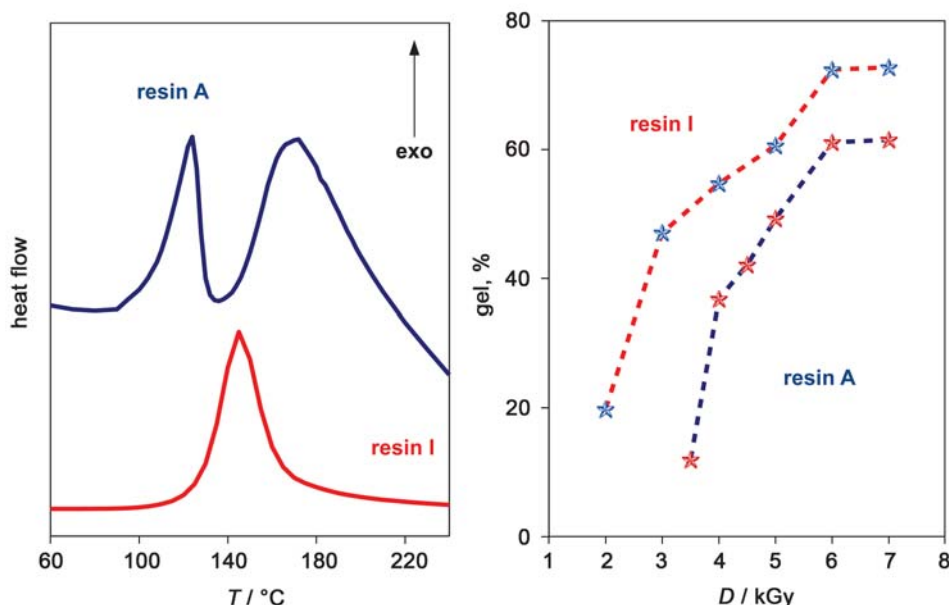 resin A
exo
resin I
heat flow
60 100 140 180 220
T / °C
80
60
40
20
0
gel, %
resin I
resin A
1 2 3 4 5 6 7 8
D / kGy